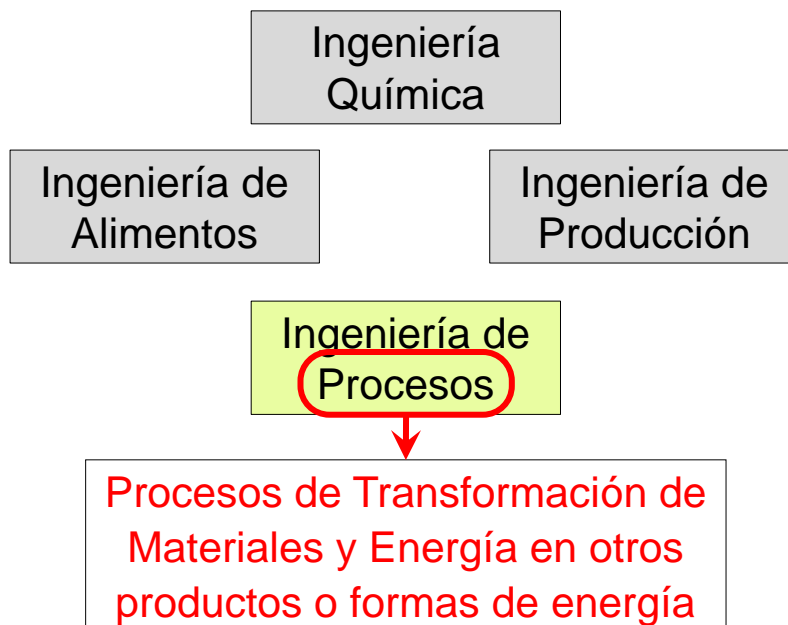 Ingeniería
Química
Ingeniería de
Alimentos
Ingeniería de
Producción
Ingeniería de
Procesos
Procesos de Transformación de
Materiales y Energía en otros
productos o formas de energía